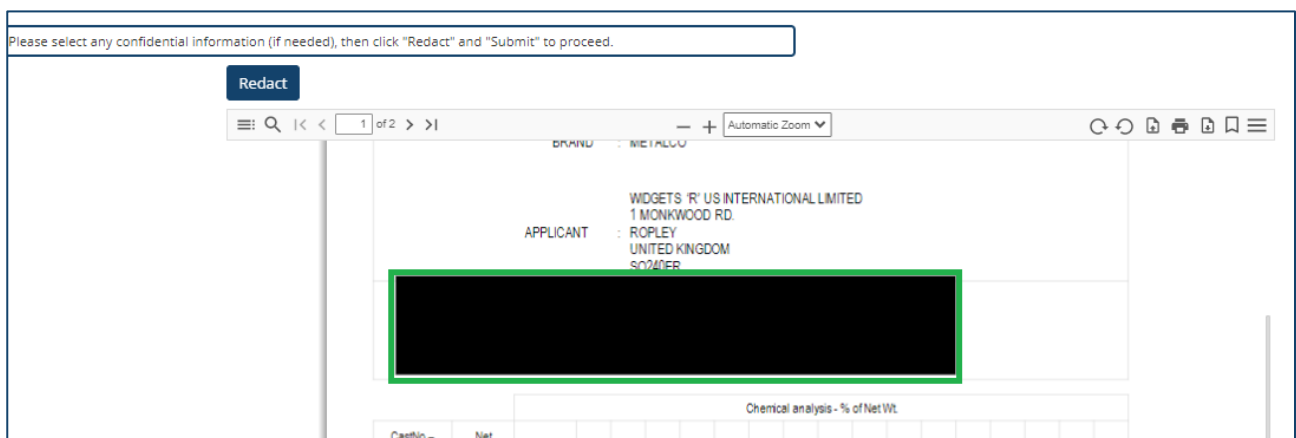 Please select any confidential information (if needed), then click "Redact" and "Submit" to proceed.
Redact
1 of 2
Automatic Zoom
BRAND : METALCO
WIDGETS 'R' US INTERNATIONAL LIMITED
1 MONKWOOD RD.
APPLICANT : ROPLEY
UNITED KINGDOM
SO240ER
Chemical analysis - % of Net Wt.
CastNo – Net